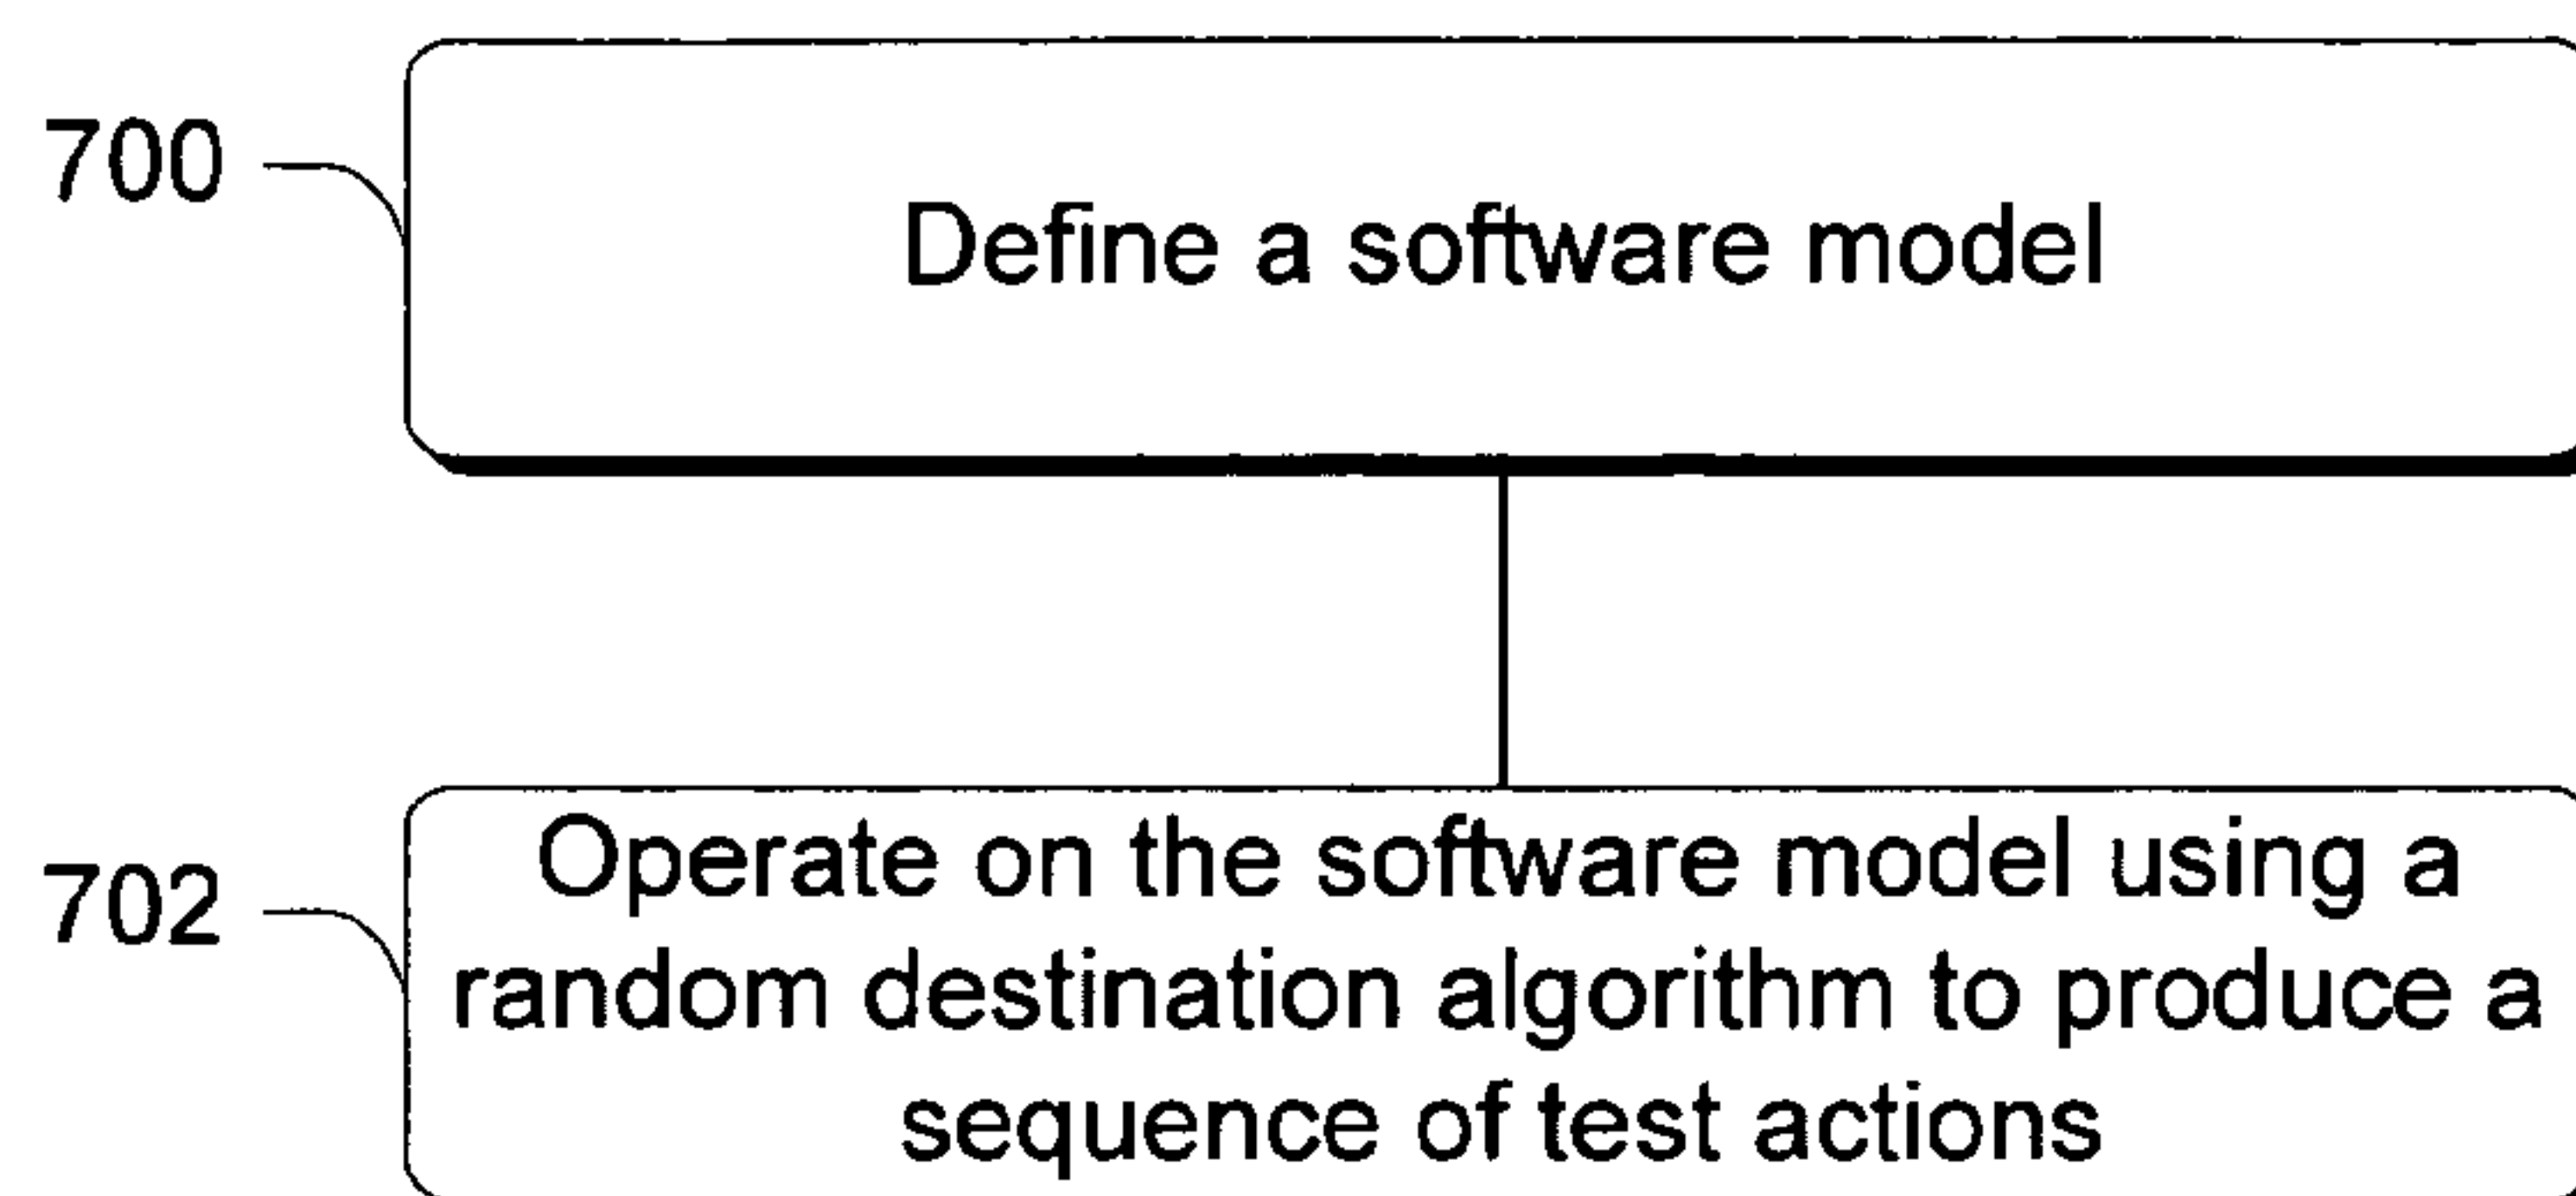 700
Define a software model
702
Operate on the software model using a
random destination algorithm to produce a
sequence of test actions